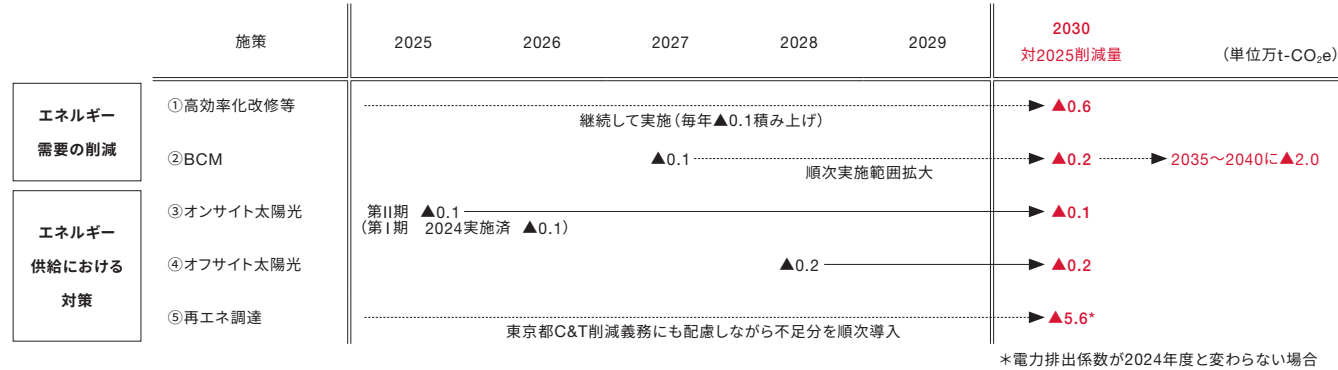 施策 2025 2026 2027 2028 2029 2030
対2025削減量 (単位万t-CO₂e)
エネルギー
需要の削減
①高効率化改修等 ▲0.6
継続して実施(毎年▲0.1積み上げ)
②BCM ▲0.1 ▲0.2 2035〜2040に▲2.0
順次実施範囲拡大
エネルギー
供給における
対策
③オンサイト太陽光 第II期 ▲0.1 ▲0.1
(第I期 2024実施済 ▲0.1)
④オフサイト太陽光 ▲0.2 ▲0.2
⑤再エネ調達 ▲5.6*
東京都C&T削減義務にも配慮しながら不足分を順次導入
＊電力排出係数が2024年度と変わらない場合